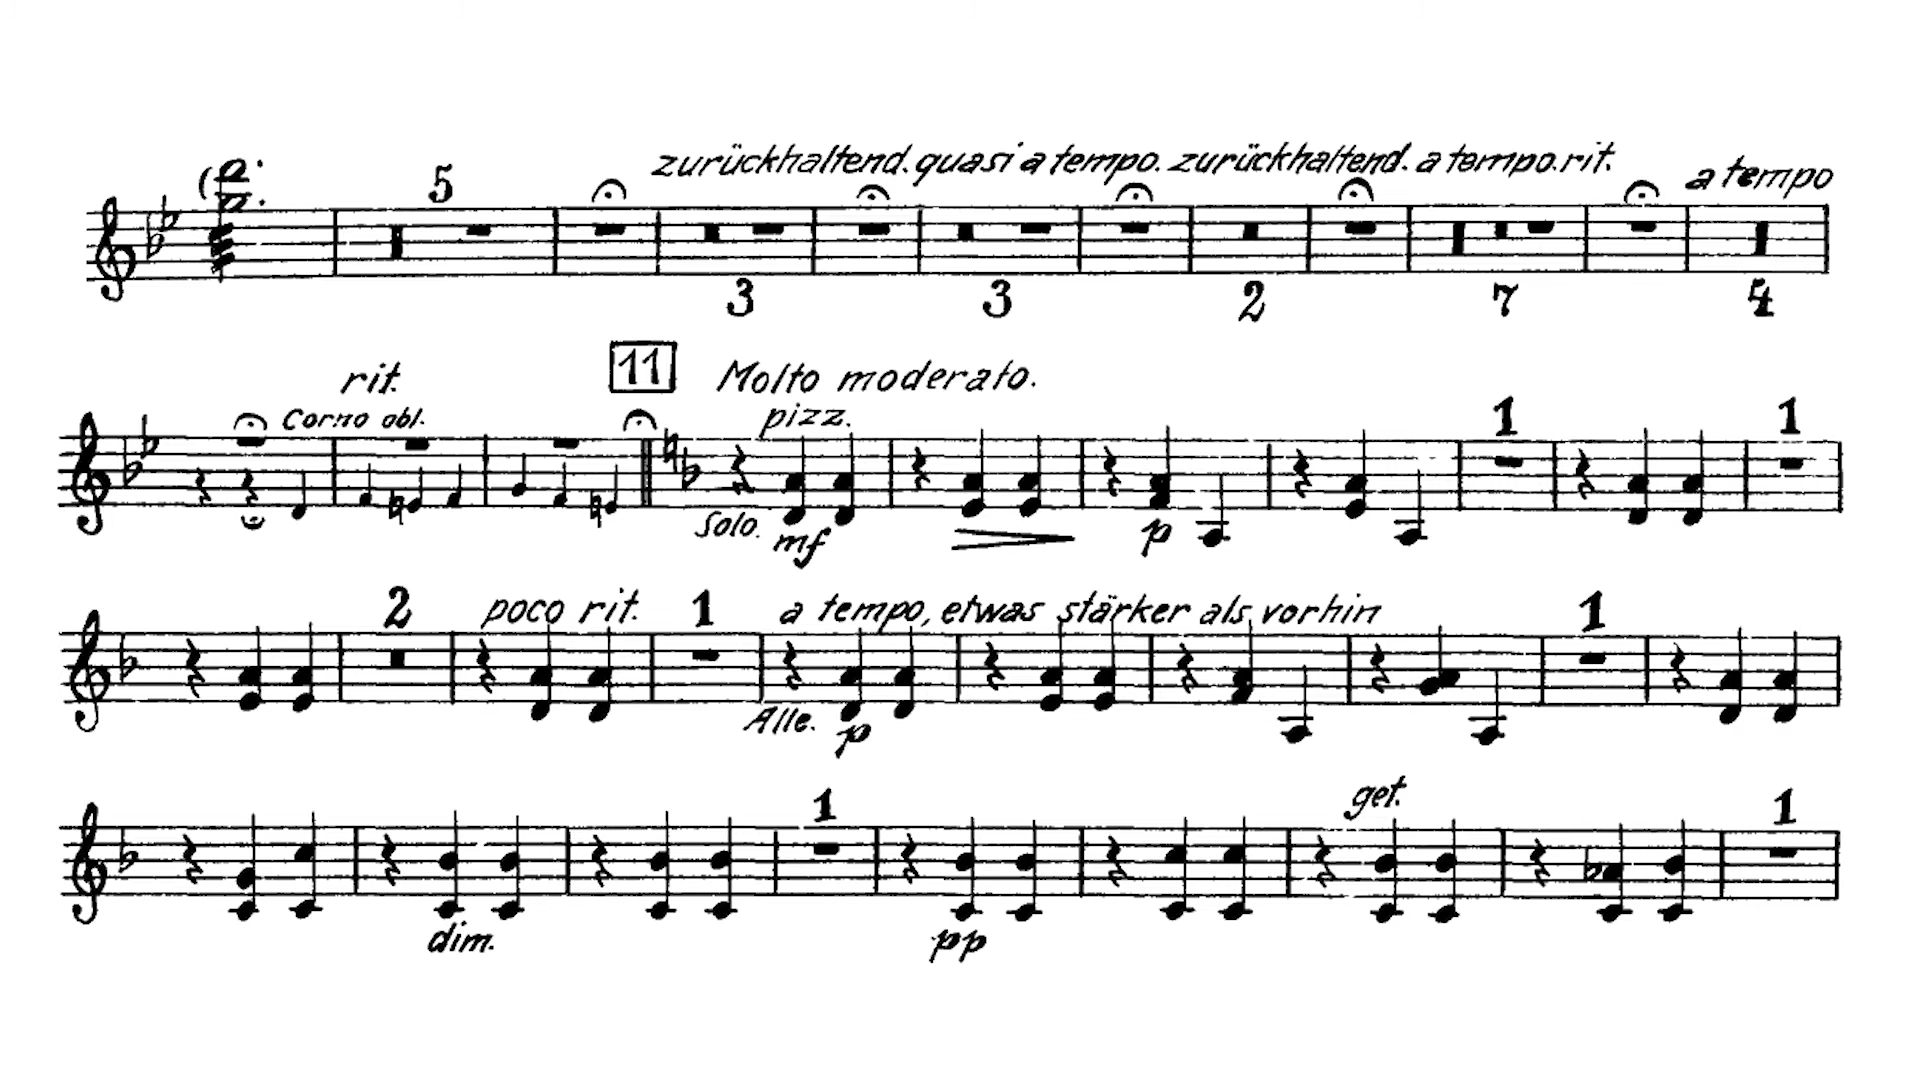 5
zurückhaltend. quasi a tempo. zurückhaltend. a tempo. rit. a tempo
3 3 2 7 4
rit. 11 Molto moderato.
Corno obl. pizz. 1 1
Solo. mf p
2 poco rit. 1 a tempo, etwas stärker als vorhin 1
Alle. p
1 get. 1
dim. pp